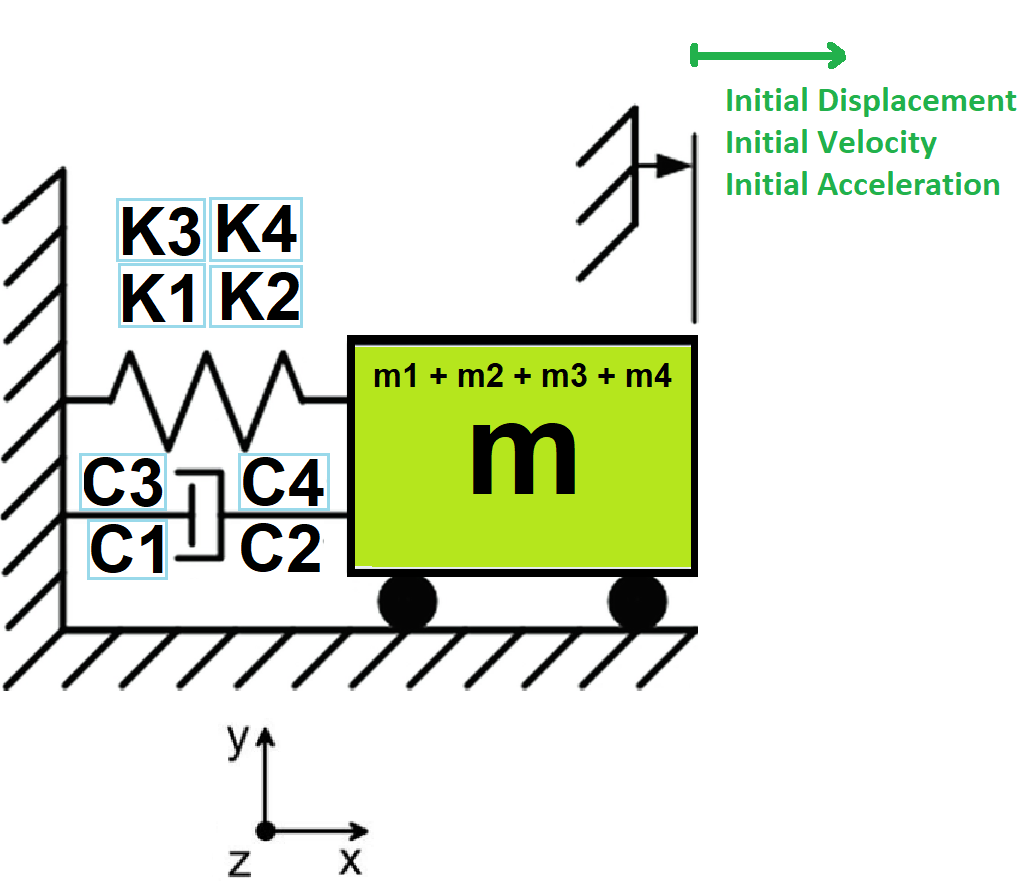 Initial Displacement
Initial Velocity
Initial Acceleration
K3 K4
K1 K2
m1 + m2 + m3 + m4
m
C3 C4
C1 C2
y
z x